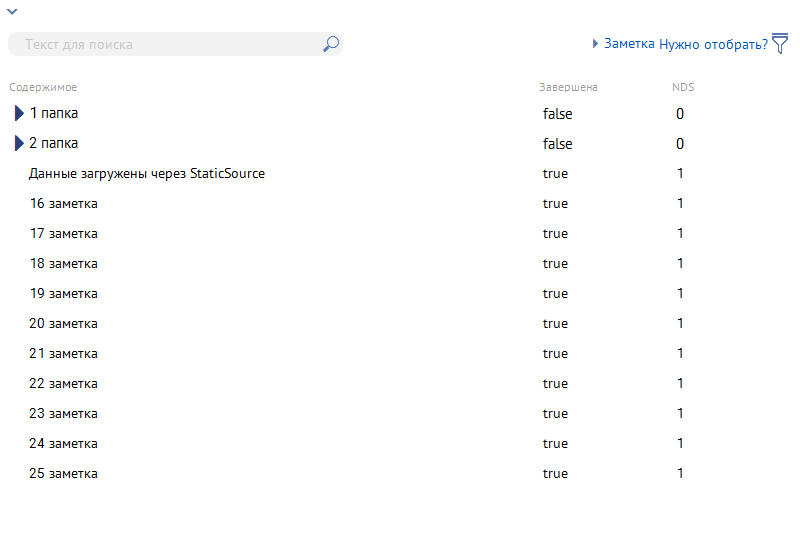 Текст для поиска
Заметка Нужно отобрать?
Содержимое Завершена NDS
1 папка false 0
2 папка false 0
Данные загружены через StaticSource true 1
16 заметка true 1
17 заметка true 1
18 заметка true 1
19 заметка true 1
20 заметка true 1
21 заметка true 1
22 заметка true 1
23 заметка true 1
24 заметка true 1
25 заметка true 1